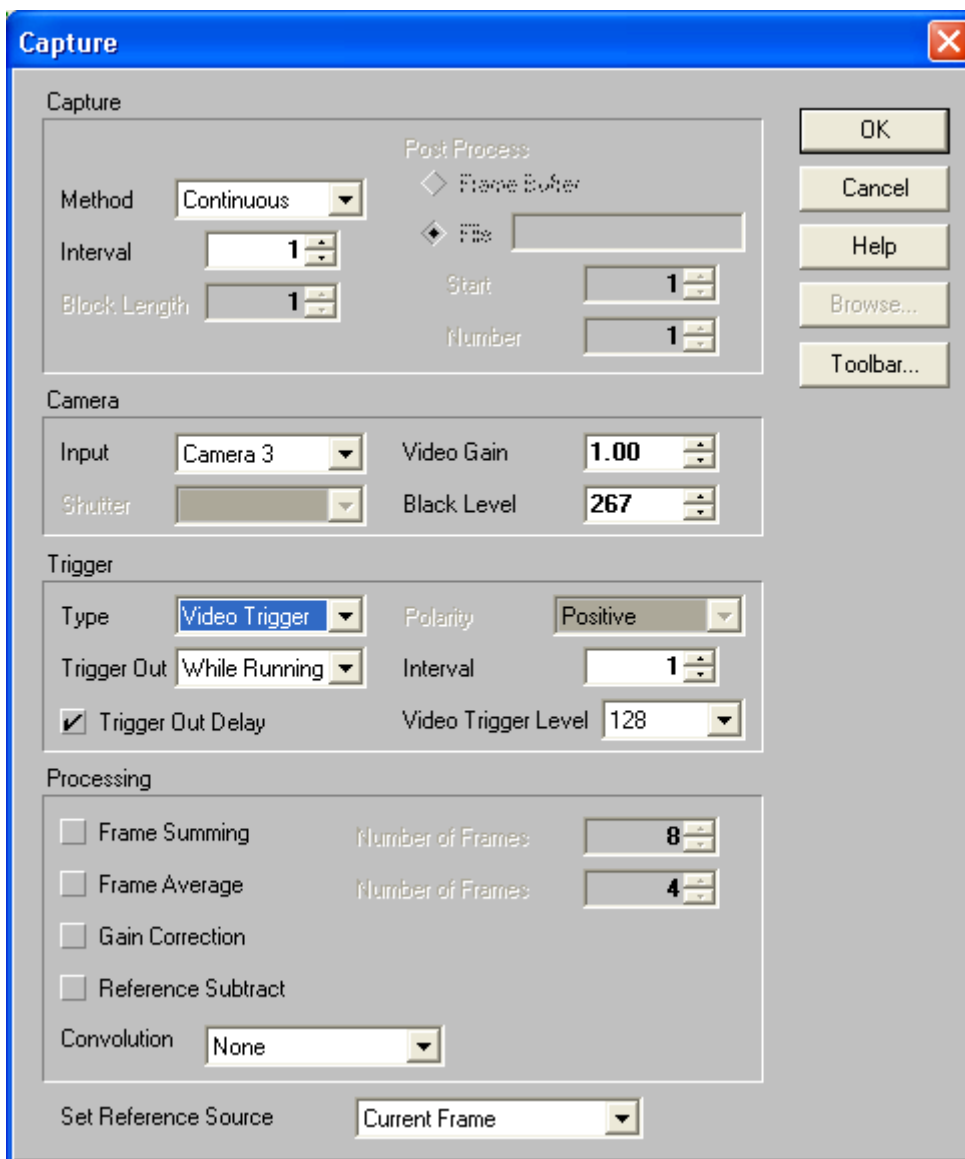 Capture
Capture
OK
Post Process
Frame Buffer
Cancel
Method Continuous
File
Help
Interval 1
Start 1
Browse...
Block Length 1
Number 1
Toolbar...
Camera
Input Camera 3 Video Gain 1.00
Shutter Black Level 267
Trigger
Type Video Trigger Polarity Positive
Trigger Out While Running Interval 1
Trigger Out Delay Video Trigger Level 128
Processing
Frame Summing Number of Frames 8
Frame Average Number of Frames 4
Gain Correction
Reference Subtract
Convolution None
Set Reference Source Current Frame